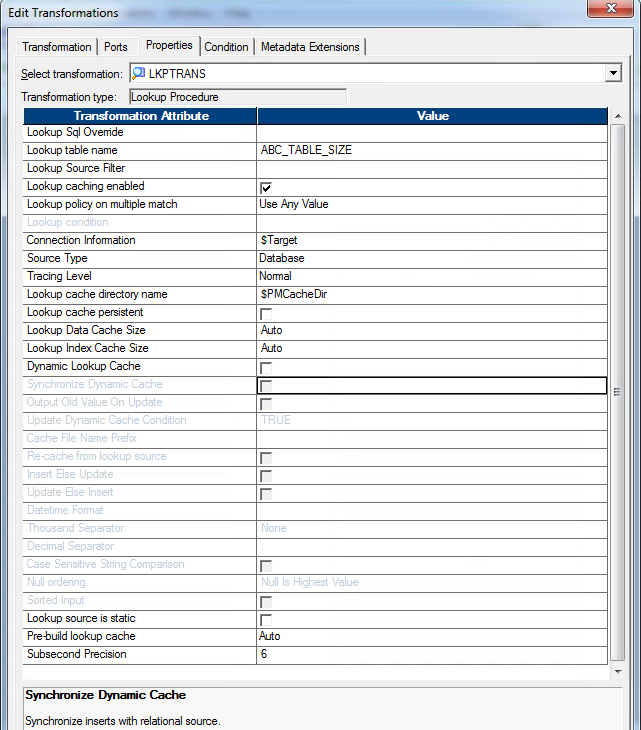 Edit Transformations
Transformation Ports Properties Condition Metadata Extensions
Select transformation: LKPTRANS
Transformation type: Lookup Procedure
Transformation Attribute Value
Lookup Sql Override
Lookup table name ABC_TABLE_SIZE
Lookup Source Filter
Lookup caching enabled
Lookup policy on multiple match Use Any Value
Lookup condition
Connection Information $Target
Source Type Database
Tracing Level Normal
Lookup cache directory name $PMCacheDir
Lookup cache persistent
Lookup Data Cache Size Auto
Lookup Index Cache Size Auto
Dynamic Lookup Cache
Synchronize Dynamic Cache
Output Old Value On Update
Update Dynamic Cache Condition TRUE
Cache File Name Prefix
Re-cache from lookup source
Insert Else Update
Update Else Insert
Datetime Format
Thousand Separator None
Decimal Separator .
Case Sensitive String Comparison
Null ordering Null Is Highest Value
Sorted Input
Lookup source is static
Pre-build lookup cache Auto
Subsecond Precision 6
Synchronize Dynamic Cache
Synchronize inserts with relational source.